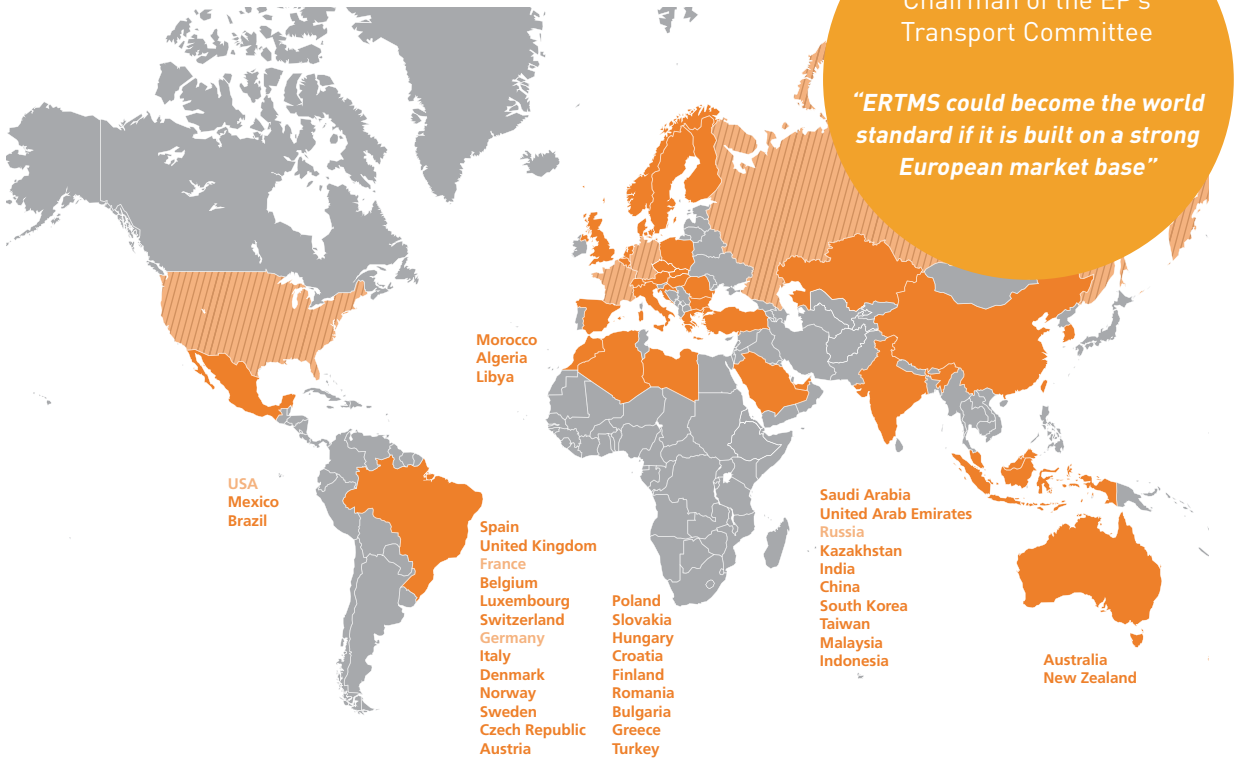 Chairman of the EP's
Transport Committee
“ERTMS could become the world
standard if it is built on a strong
European market base”
Morocco
Algeria
Libya
USA
Mexico
Brazil
Spain
United Kingdom
France
Belgium
Luxembourg
Switzerland
Germany
Italy
Denmark
Norway
Sweden
Czech Republic
Austria
Poland
Slovakia
Hungary
Croatia
Finland
Romania
Bulgaria
Greece
Turkey
Saudi Arabia
United Arab Emirates
Russia
Kazakhstan
India
China
South Korea
Taiwan
Malaysia
Indonesia
Australia
New Zealand